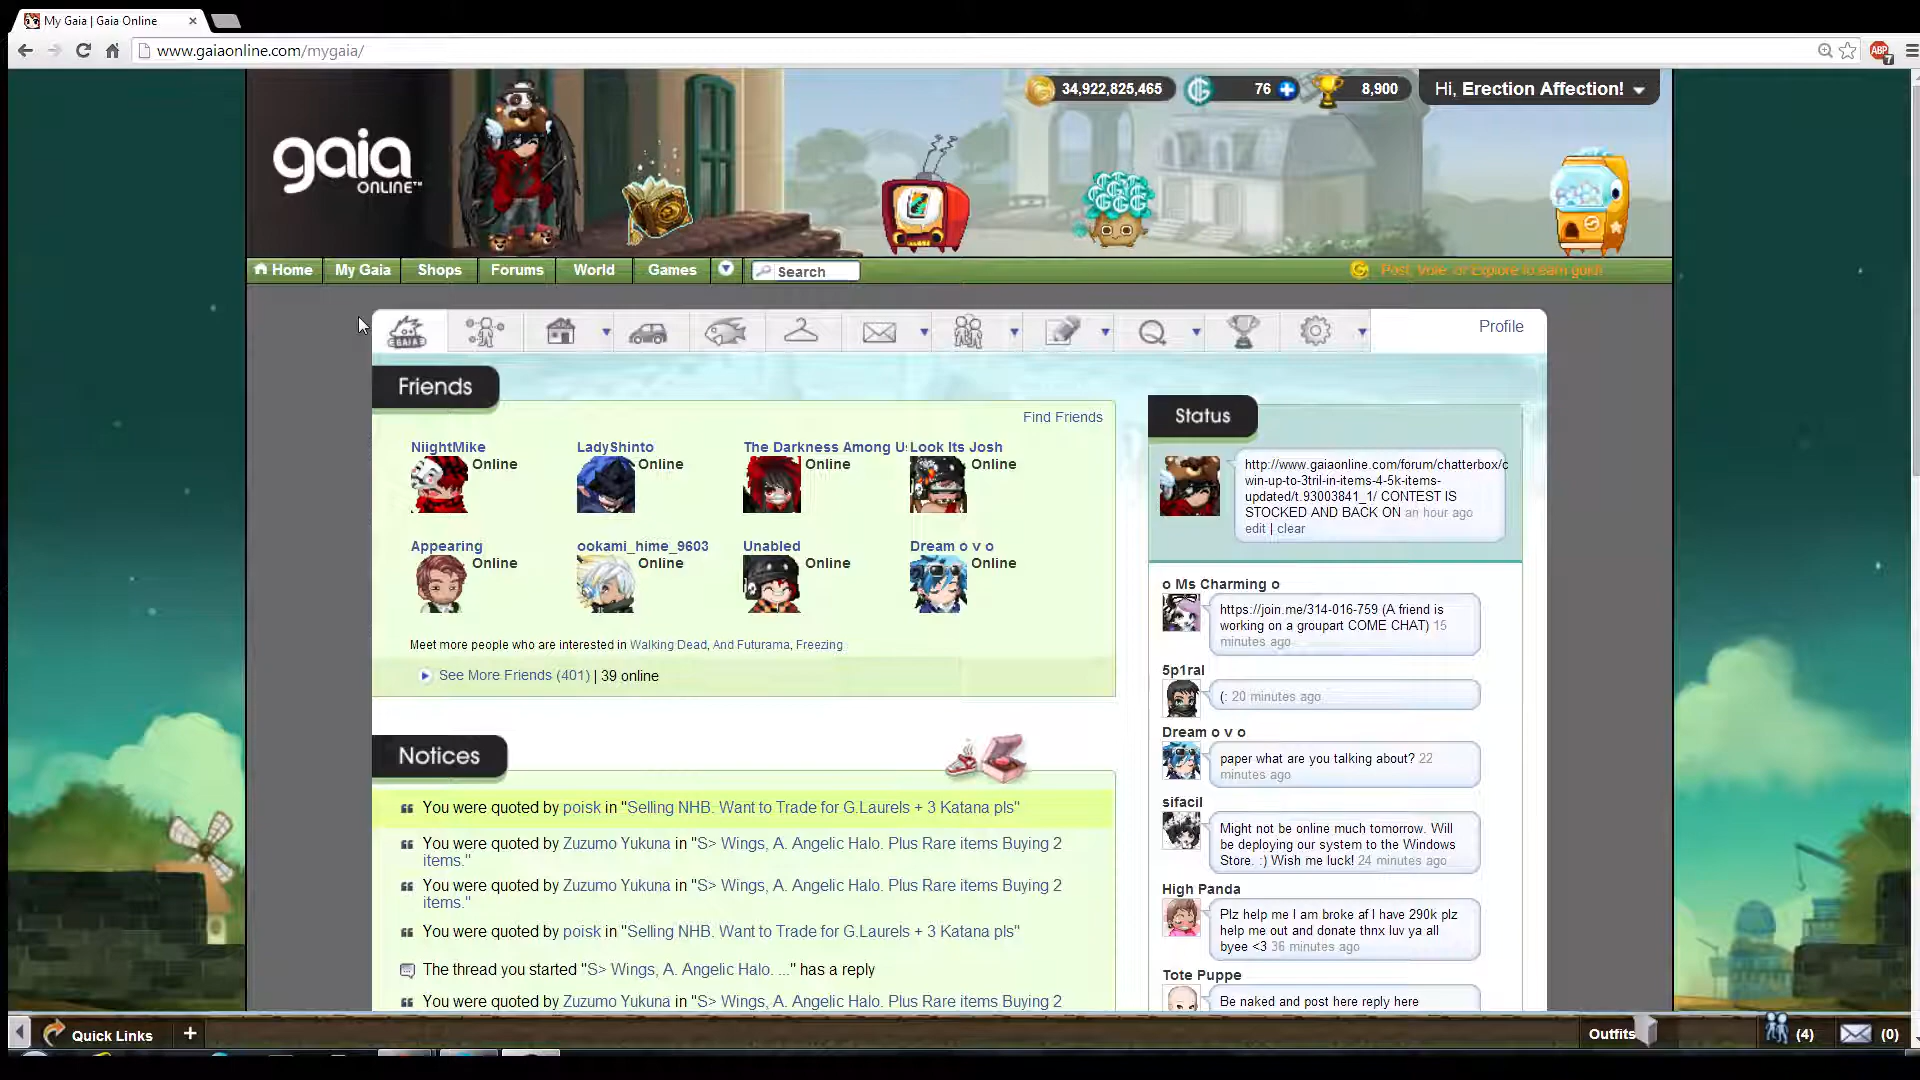 My Gaia | Gaia Online
www.gaiaonline.com/mygaia/
ABP
7
34,922,825,465
76
8,900
Hi, Erection Affection!
gaia
ONLINE™
Home
My Gaia
Shops
Forums
World
Games
Search
Post, Vote, or Explore to earn gold!
GAIA
Profile
Friends
Find Friends
NiightMike
Online
LadyShinto
Online
The Darkness Among Us
Online
Look Its Josh
Online
Appearing
Online
ookami_hime_9603
Online
Unabled
Online
Dream o v o
Online
Meet more people who are interested in Walking Dead, And Futurama, Freezing
See More Friends (401) | 39 online
Notices
You were quoted by poisk in "Selling NHB. Want to Trade for G.Laurels + 3 Katana pls"
You were quoted by Zuzumo Yukuna in "S> Wings, A. Angelic Halo. Plus Rare items Buying 2
items."
You were quoted by Zuzumo Yukuna in "S> Wings, A. Angelic Halo. Plus Rare items Buying 2
items."
You were quoted by poisk in "Selling NHB. Want to Trade for G.Laurels + 3 Katana pls"
The thread you started "S> Wings, A. Angelic Halo. ..." has a reply
You were quoted by Zuzumo Yukuna in "S> Wings, A. Angelic Halo. Plus Rare items Buying 2
Status
http://www.gaiaonline.com/forum/chatterbox/c
win-up-to-3tril-in-items-4-5k-items-
updated/t.93003841_1/ CONTEST IS
STOCKED AND BACK ON an hour ago
edit | clear
o Ms Charming o
https://join.me/314-016-759 (A friend is
working on a groupart COME CHAT) 15
minutes ago
5p1ral
(: 20 minutes ago
Dream o v o
paper what are you talking about? 22
minutes ago
sifacil
Might not be online much tomorrow. Will
be deploying our system to the Windows
Store. :) Wish me luck! 24 minutes ago
High Panda
Plz help me I am broke af I have 290k plz
help me out and donate thnx luv ya all
byee <3 36 minutes ago
Tote Puppe
Be naked and post here reply here
Quick Links
+
Outfits
(4)
(0)